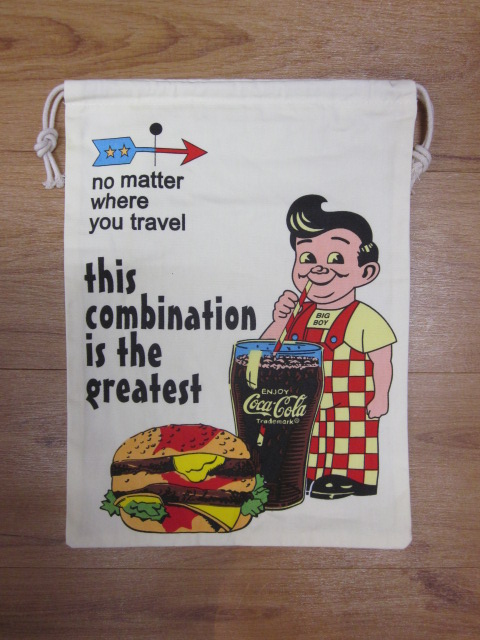 no matter
where
you travel
this
combination
is the
greatest
BIG
BOY
ENJOY
Coca-Cola
Trademark®